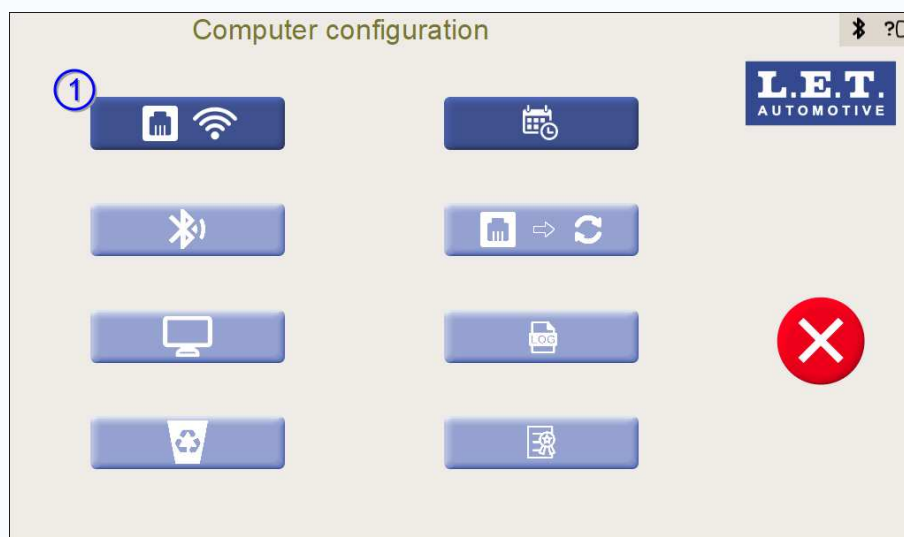 Computer configuration
?
1
L.E.T.
AUTOMOTIVE
LOG